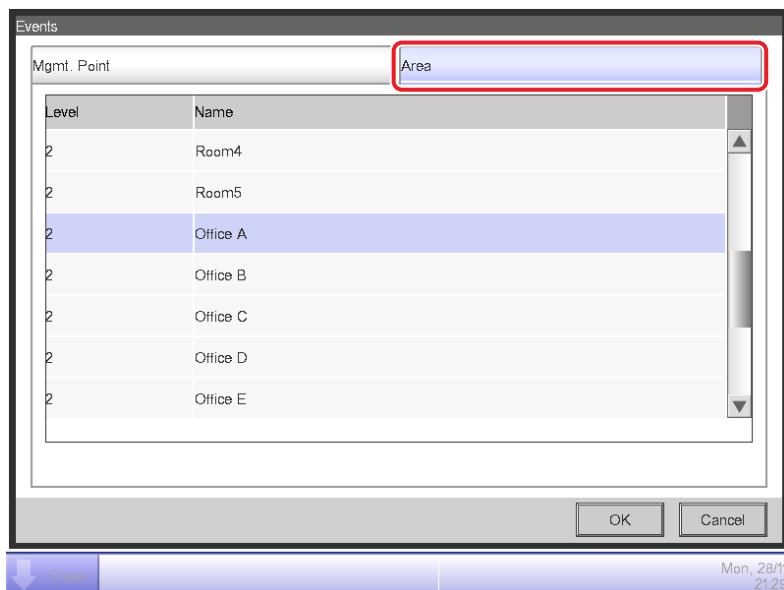 Events
Mgmt. Point Area
Level Name
2 Room4
2 Room5
2 Office A
2 Office B
2 Office C
2 Office D
2 Office E
OK Cancel
Mon, 28/1
21:29